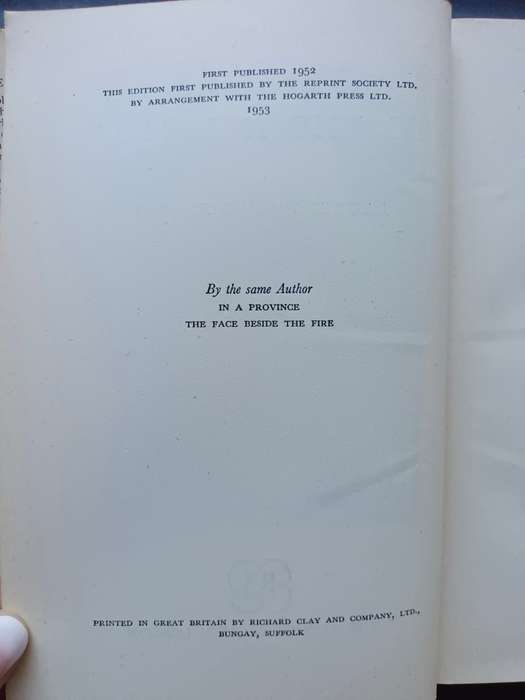 FIRST PUBLISHED 1952
THIS EDITION FIRST PUBLISHED BY THE REPRINT SOCIETY LTD.
BY ARRANGEMENT WITH THE HOGARTH PRESS LTD.
1953
By the same Author
IN A PROVINCE
THE FACE BESIDE THE FIRE
PRINTED IN GREAT BRITAIN BY RICHARD CLAY AND COMPANY, LTD.,
BUNGAY, SUFFOLK